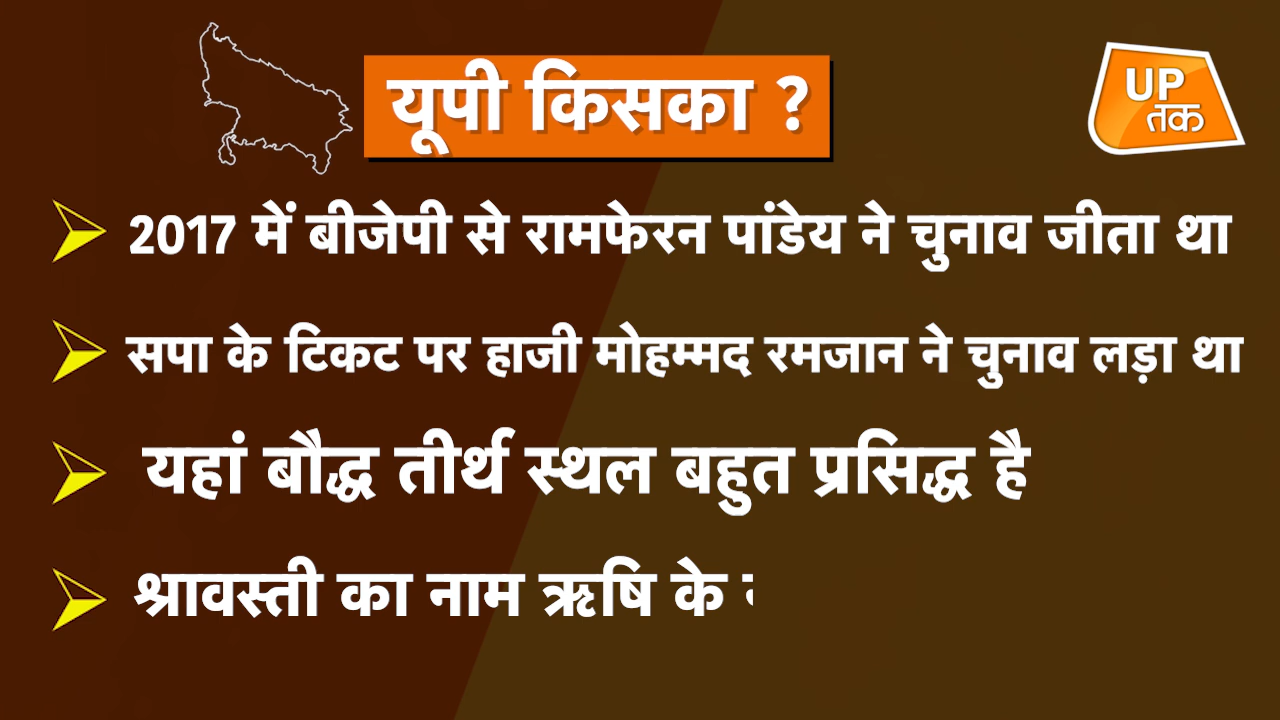 यूपी किसका ?
UP
तक
2017 में बीजेपी से रामफेरन पांडेय ने चुनाव जीता था
सपा के टिकट पर हाजी मोहम्मद रमजान ने चुनाव लड़ा था
यहां बौद्ध तीर्थ स्थल बहुत प्रसिद्ध है
श्रावस्ती का नाम ऋषि के